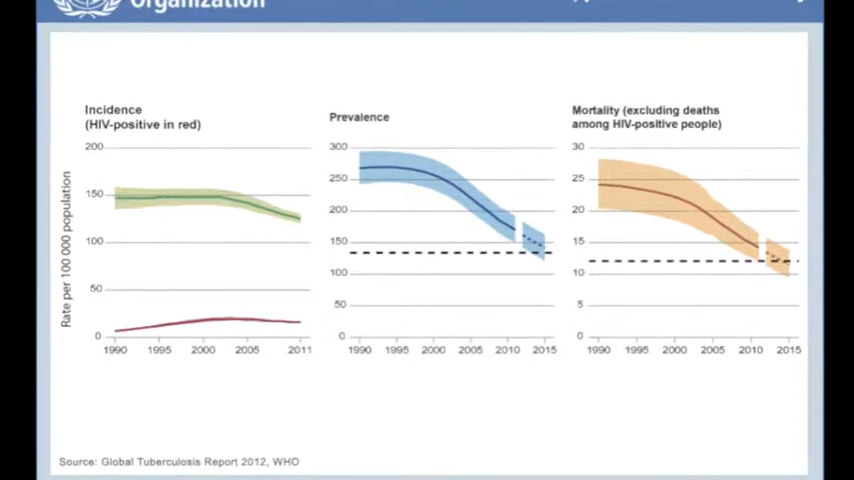 Organization
Incidence
(HIV-positive in red)
Prevalence
Mortality (excluding deaths
among HIV-positive people)
Rate per 100 000 population
200
150
100
50
0
1990 1995 2000 2005 2011
300
250
200
150
100
50
0
1990 1995 2000 2005 2010 2015
30
25
20
15
10
5
0
1990 1995 2000 2005 2010 2015
Source: Global Tuberculosis Report 2012, WHO